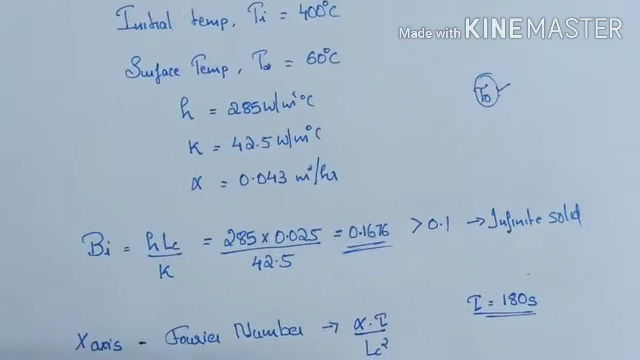 Initial temp, Ti = 400°C
Made with KINEMASTER
Surface Temp, T∞ = 60°C
To
h = 285 W/m²°C
K = 42.5 W/m°C
α = 0.043 m²/hr
Bi = hLc/K = 285 x 0.025/42.5 = 0.1676 > 0.1 → Infinite solid
τ = 180s
X axis - Fourier Number → α.τ/Lc²